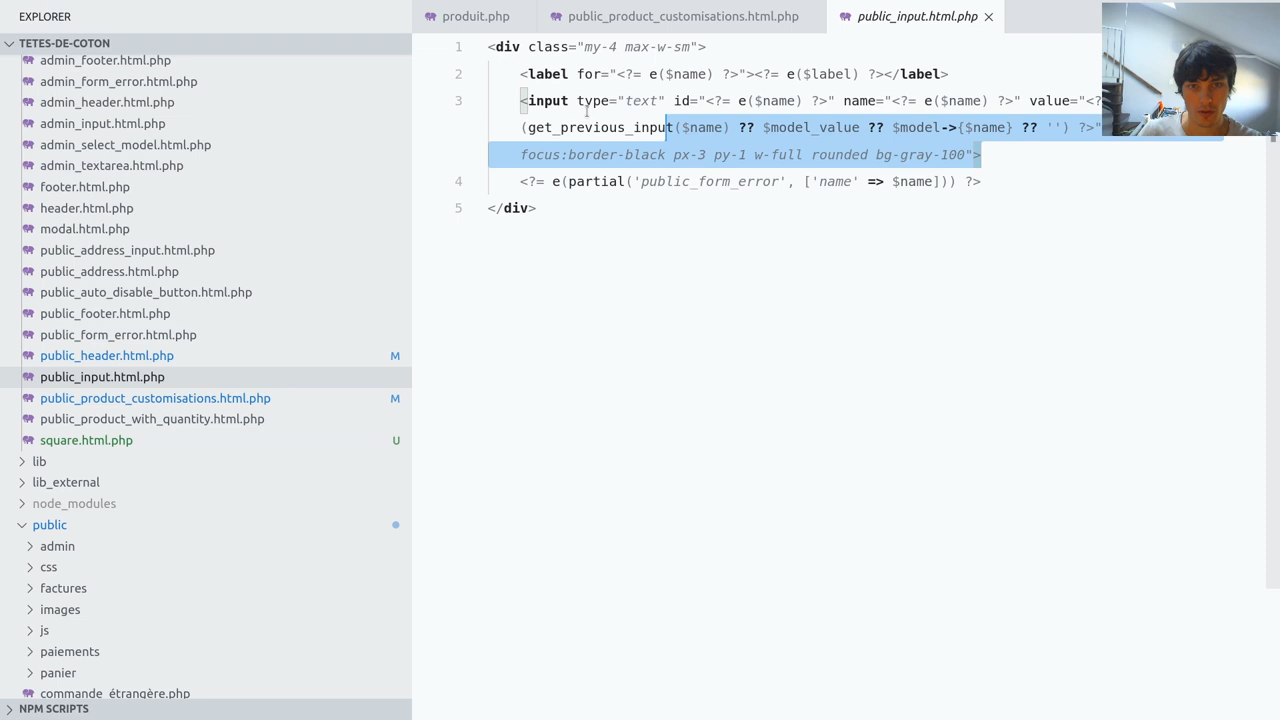 EXPLORER
TETES-DE-COTON
admin_footer.html.php
admin_form_error.html.php
admin_header.html.php
admin_input.html.php
admin_select_model.html.php
admin_textarea.html.php
footer.html.php
header.html.php
modal.html.php
public_address_input.html.php
public_address.html.php
public_auto_disable_button.html.php
public_footer.html.php
public_form_error.html.php
public_header.html.php M
public_input.html.php
public_product_customisations.html.php M
public_product_with_quantity.html.php
square.html.php U
lib
lib_external
node_modules
public
admin
css
factures
images
js
paiements
panier
commande_étrangère.php
NPM SCRIPTS
produit.php public_product_customisations.html.php public_input.html.php
1 <div class="my-4 max-w-sm">
2 <label for="<?= e($name) ?>"><?= e($label) ?></label>
3 <input type="text" id="<?= e($name) ?>" name="<?= e($name) ?>" value="<?
(get_previous_input($name) ?? $model_value ?? $model->{$name} ?? '') ?>"
focus:border-black px-3 py-1 w-full rounded bg-gray-100">
4 <?= e(partial('public_form_error', ['name' => $name])) ?>
5 </div>